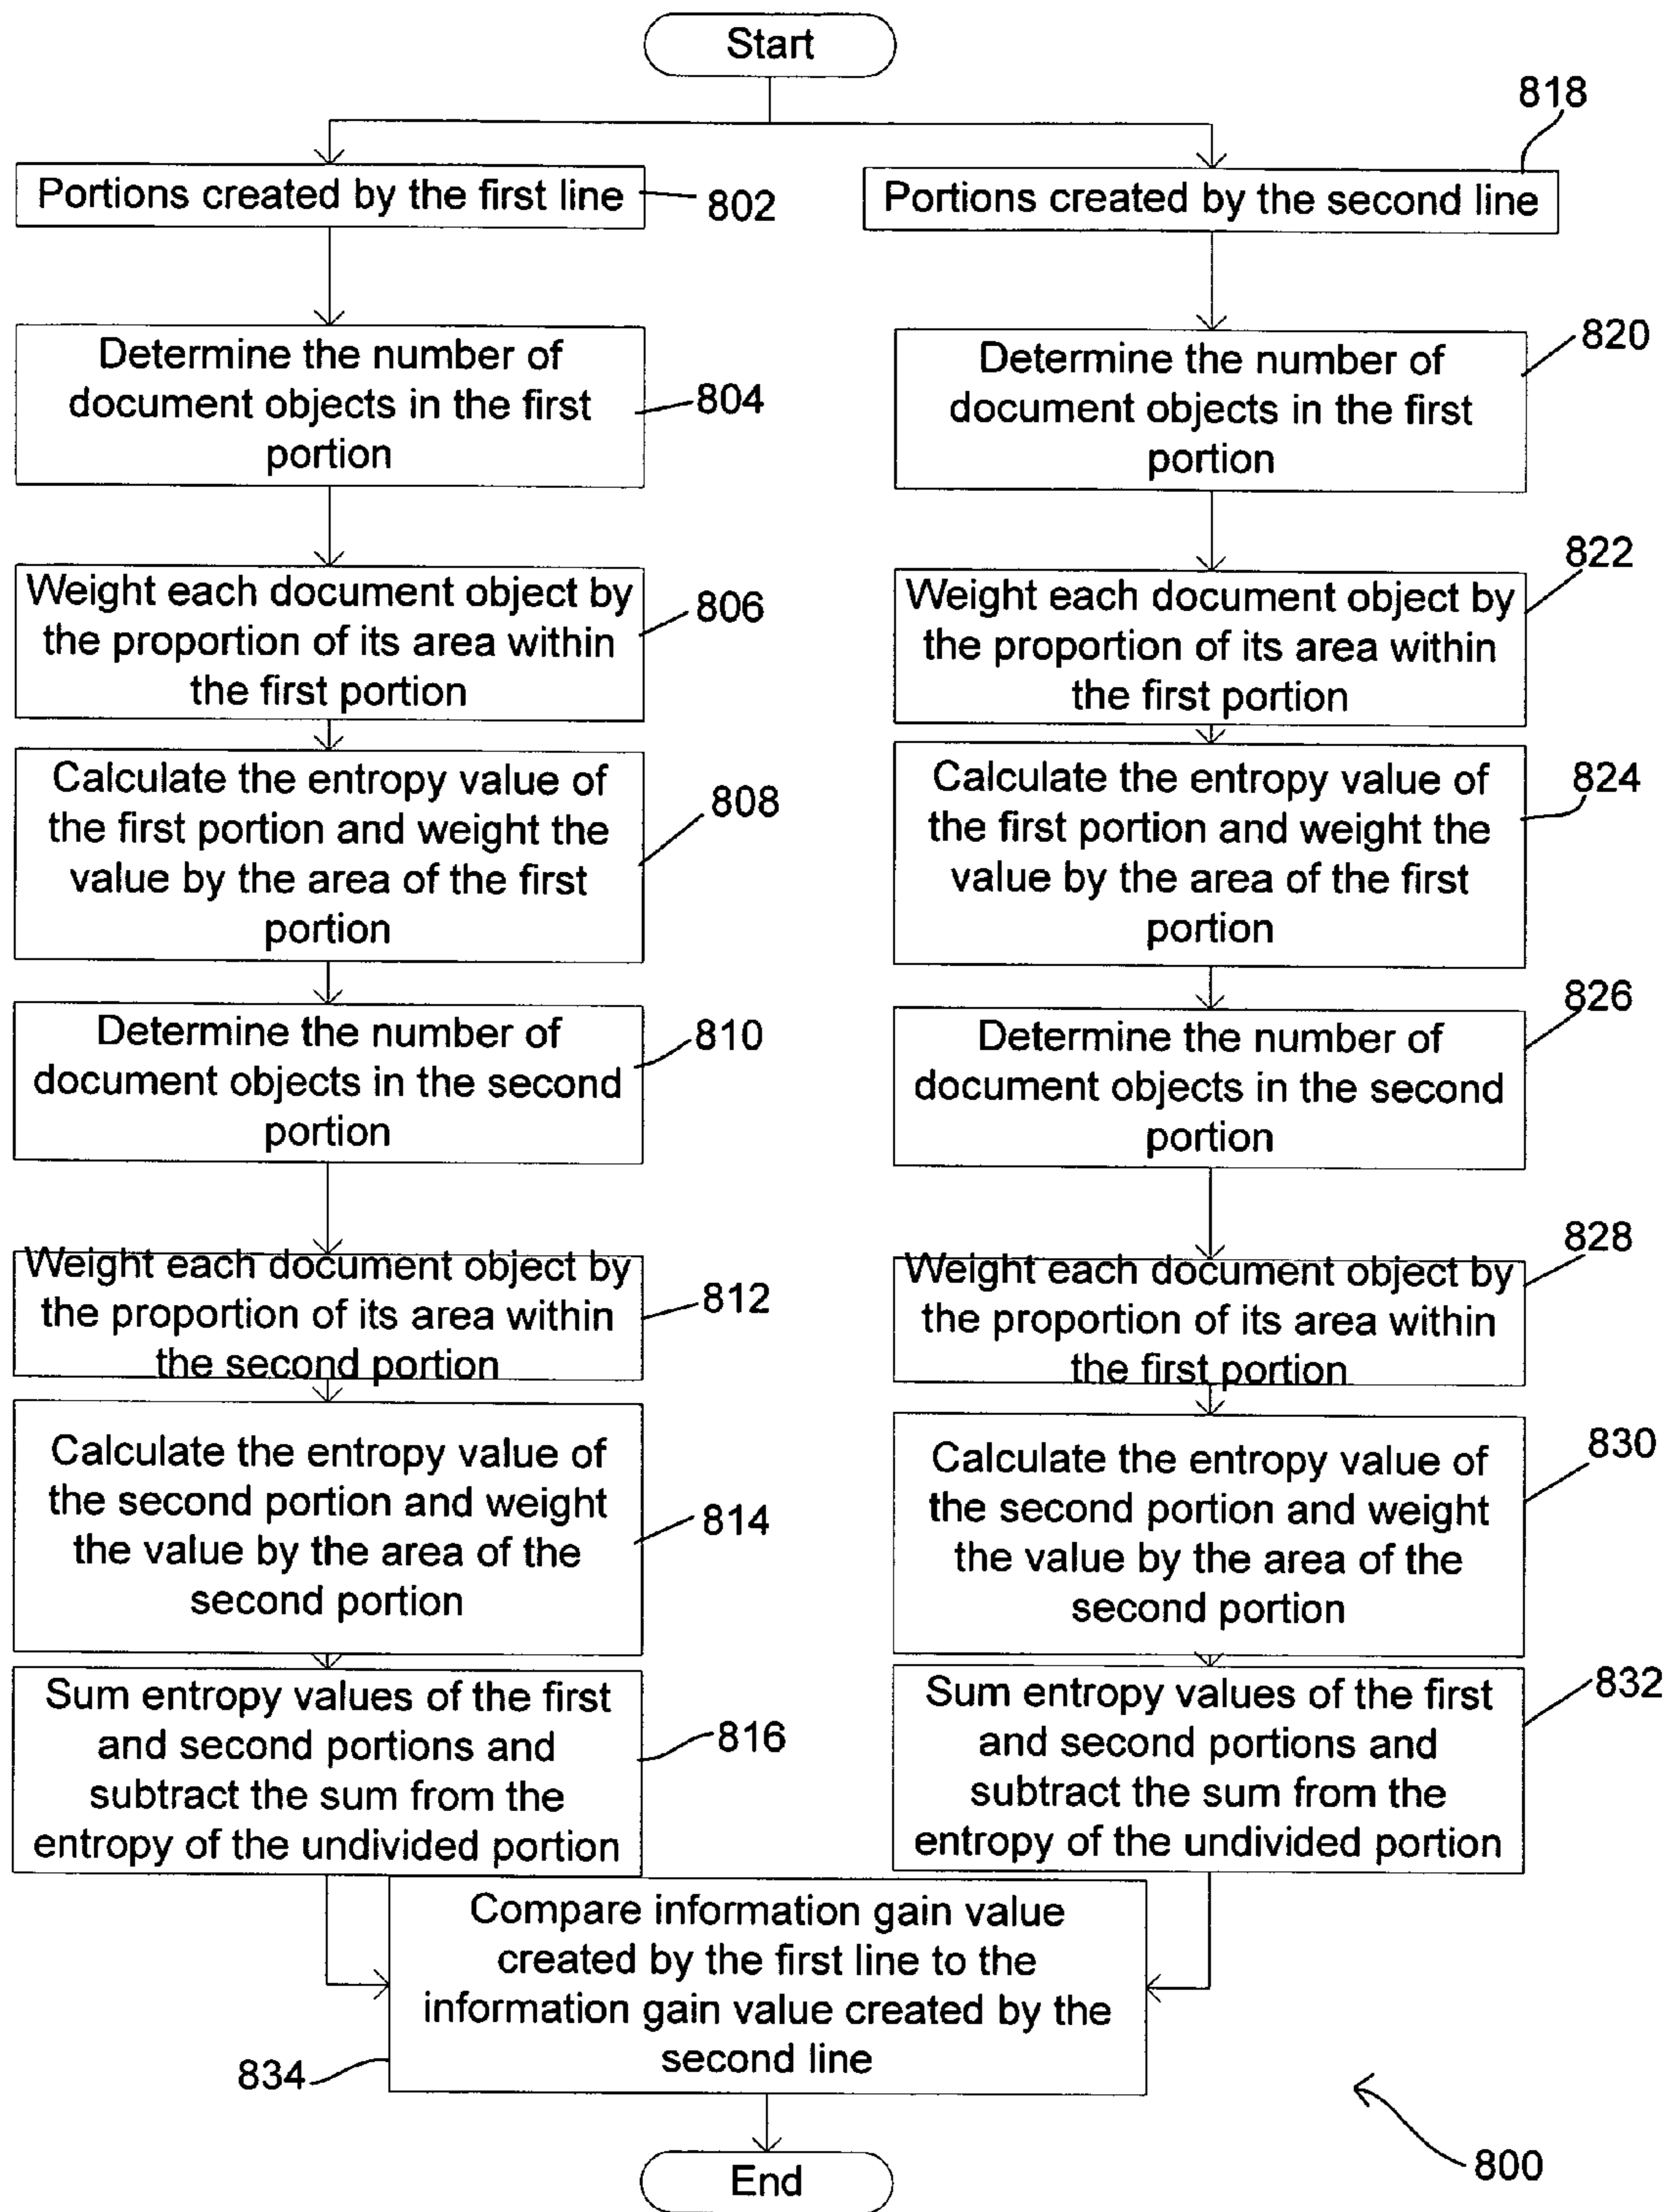 Start
818
Portions created by the first line
802
Portions created by the second line
Determine the number of
document objects in the first
portion
804
Determine the number of
document objects in the first
portion
820
Weight each document object by
the proportion of its area within
the first portion
806
Weight each document object by
the proportion of its area within
the first portion
822
Calculate the entropy value of
the first portion and weight the
value by the area of the first
portion
808
Calculate the entropy value of
the first portion and weight the
value by the area of the first
portion
824
Determine the number of
document objects in the second
portion
810
Determine the number of
document objects in the second
portion
826
Weight each document object by
the proportion of its area within
the second portion
812
Weight each document object by
the proportion of its area within
the first portion
828
Calculate the entropy value of
the second portion and weight
the value by the area of the
second portion
814
Calculate the entropy value of
the second portion and weight
the value by the area of the
second portion
830
Sum entropy values of the first
and second portions and
subtract the sum from the
entropy of the undivided portion
816
Sum entropy values of the first
and second portions and
subtract the sum from the
entropy of the undivided portion
832
Compare information gain value
created by the first line to the
information gain value created by the
second line
834
End
800